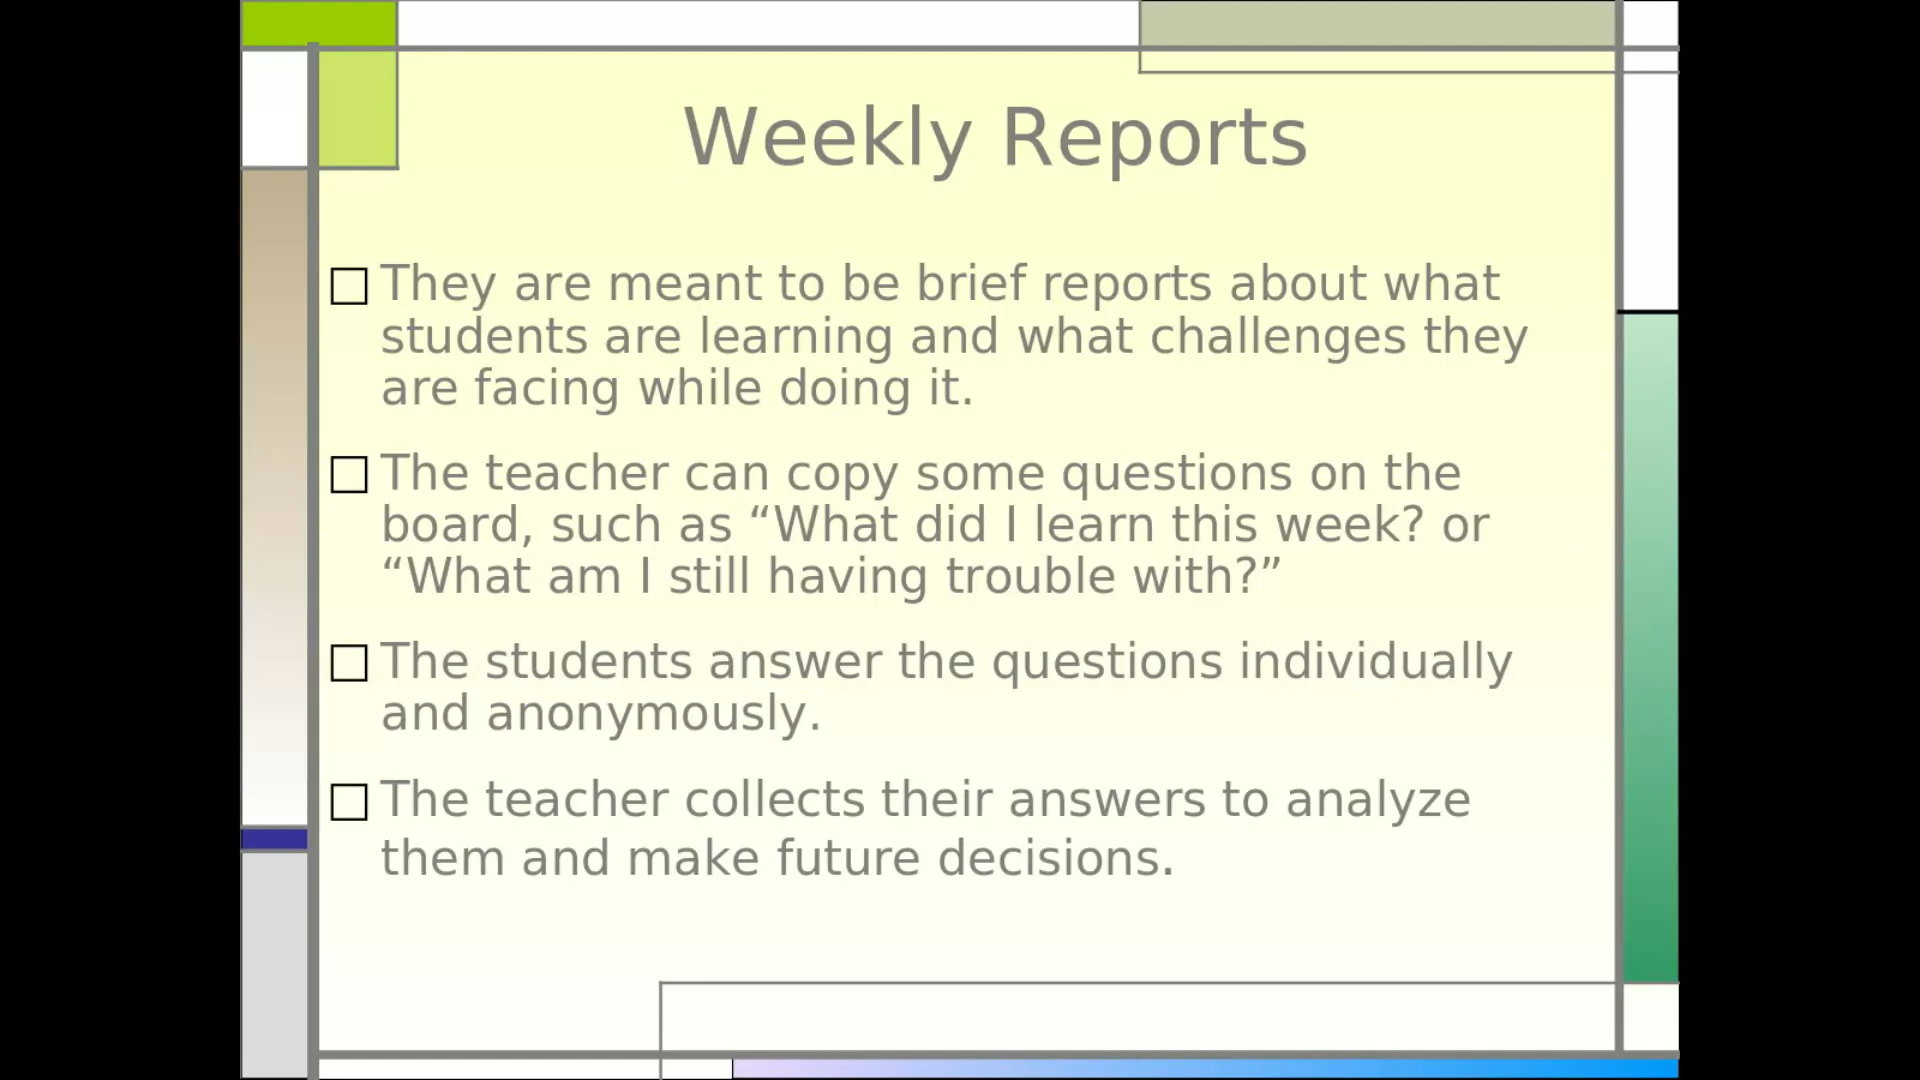 Weekly Reports
They are meant to be brief reports about what
students are learning and what challenges they
are facing while doing it.
The teacher can copy some questions on the
board, such as “What did I learn this week? or
“What am I still having trouble with?”
The students answer the questions individually
and anonymously.
The teacher collects their answers to analyze
them and make future decisions.